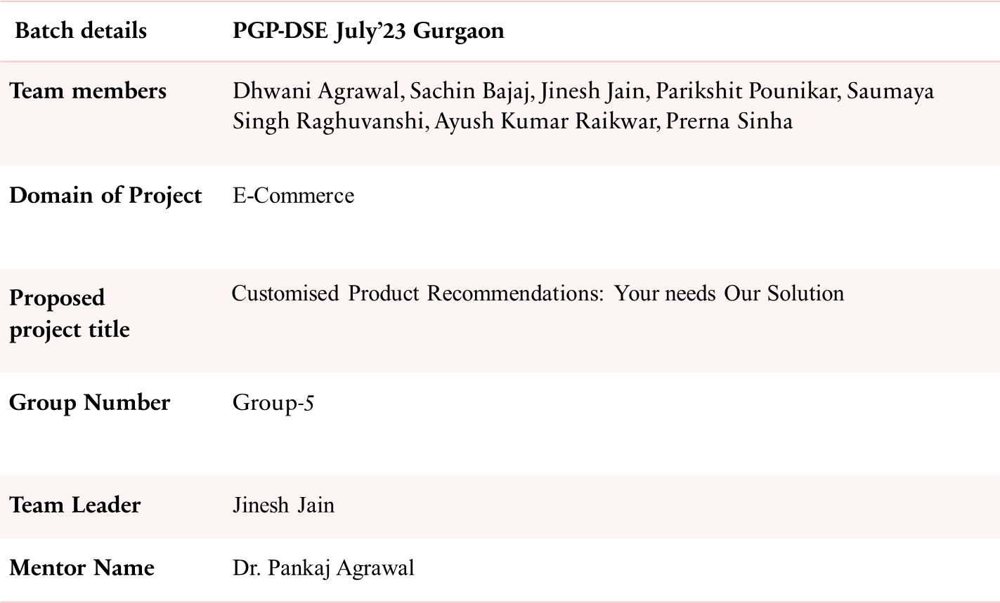 Batch details PGP-DSE July’23 Gurgaon
Team members Dhwani Agrawal, Sachin Bajaj, Jinesh Jain, Parikshit Pounikar, Saumaya
Singh Raghuvanshi, Ayush Kumar Raikwar, Prerna Sinha
Domain of Project E-Commerce
Proposed Customised Product Recommendations: Your needs Our Solution
project title
Group Number Group-5
Team Leader Jinesh Jain
Mentor Name Dr. Pankaj Agrawal